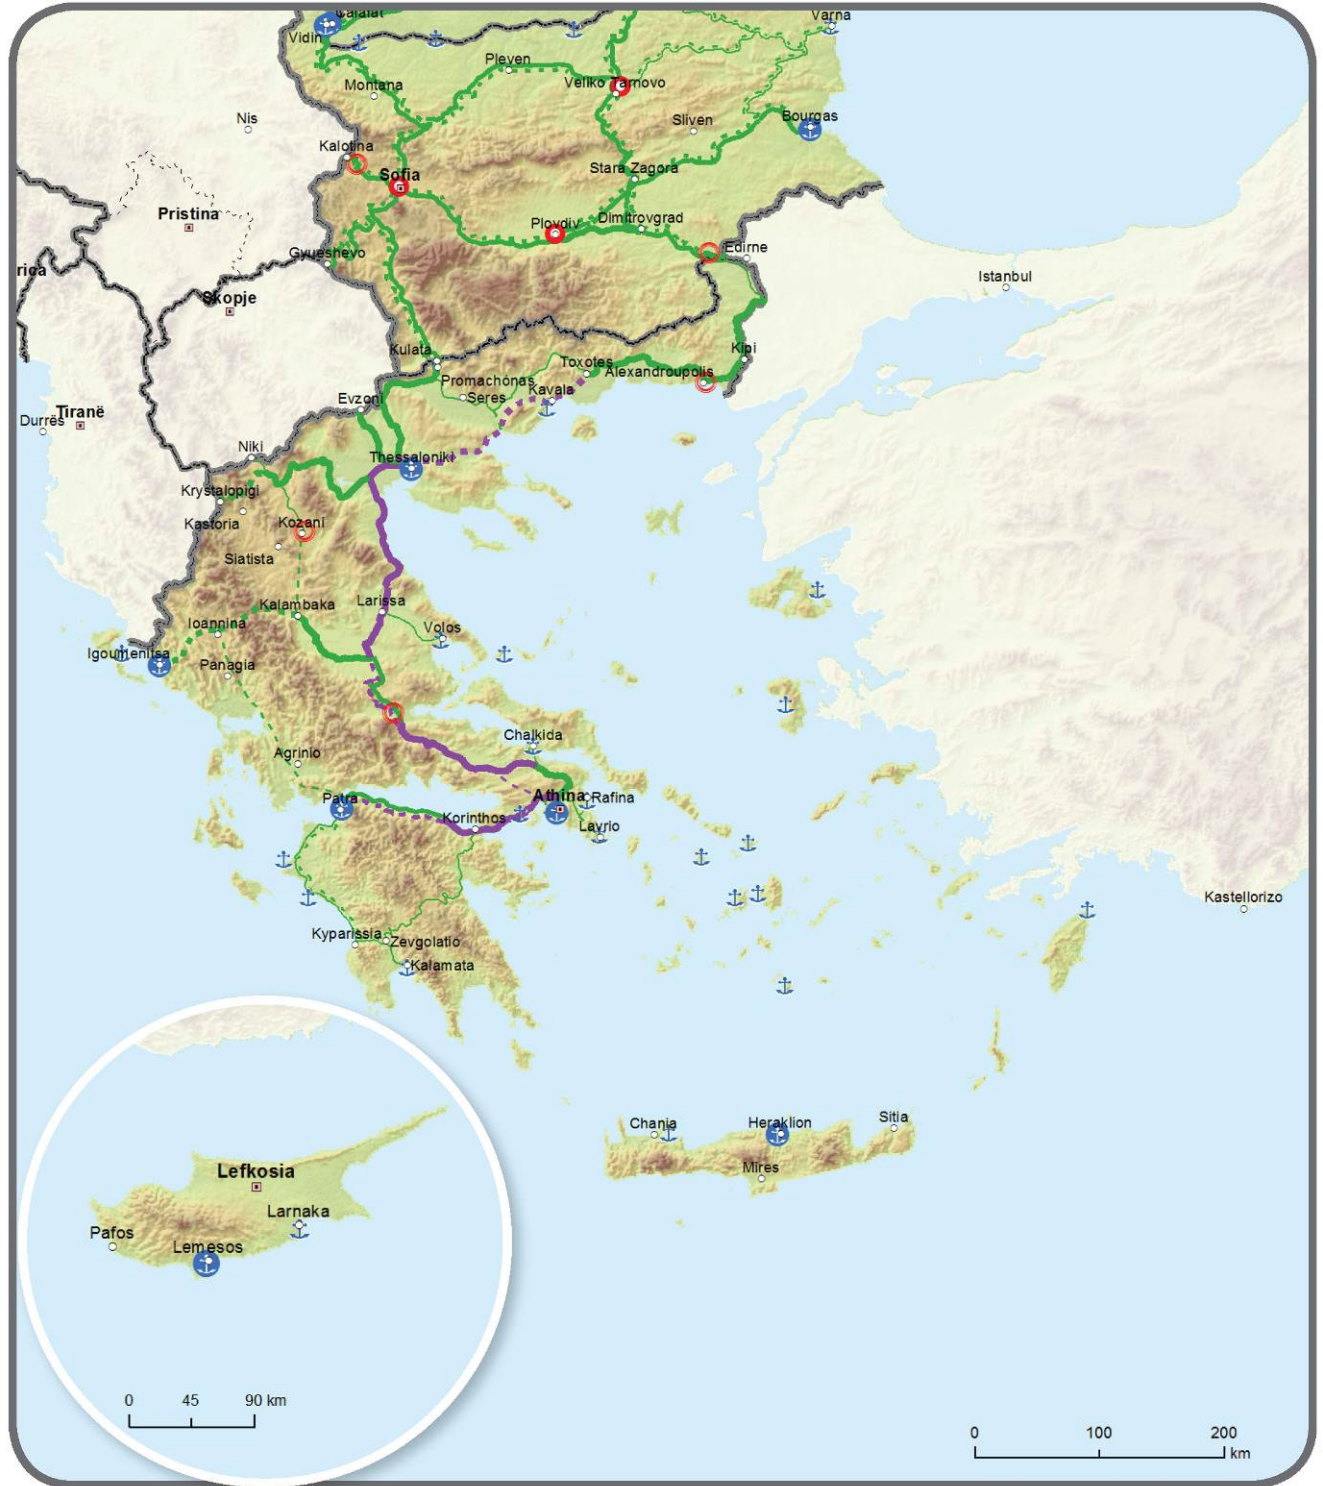 Calafat
Varna
Vidin
Pleven
Montana
Veliko Tarnovo
Nis
Sliven
Bourgas
Kalotina
Sofia
Stara Zagora
Pristina
Plovdiv
Dimitrovgrad
Gyueshevo
Edirne
rica
Istanbul
Skopje
Kulata
Kipi
Toxotes
Alexandroupolis
Promachonas
Kavala
Seres
Evzoni
Tiranë
Durrës
Niki
Thessaloniki
Krystalopigi
Kastoria
Kozani
Siatista
Kalambaka
Larissa
Ioannina
Volos
Igoumenitsa
Panagia
Chalkida
Agrinio
Patra
Athina
Rafina
Korinthos
Lavrio
Kastellorizo
Kyparissia
Zevgolatio
Kalamata
Chania
Heraklion
Sitia
Mires
Lefkosia
Larnaka
Pafos
Lemesos
0 45 90 km
0 100 200
km